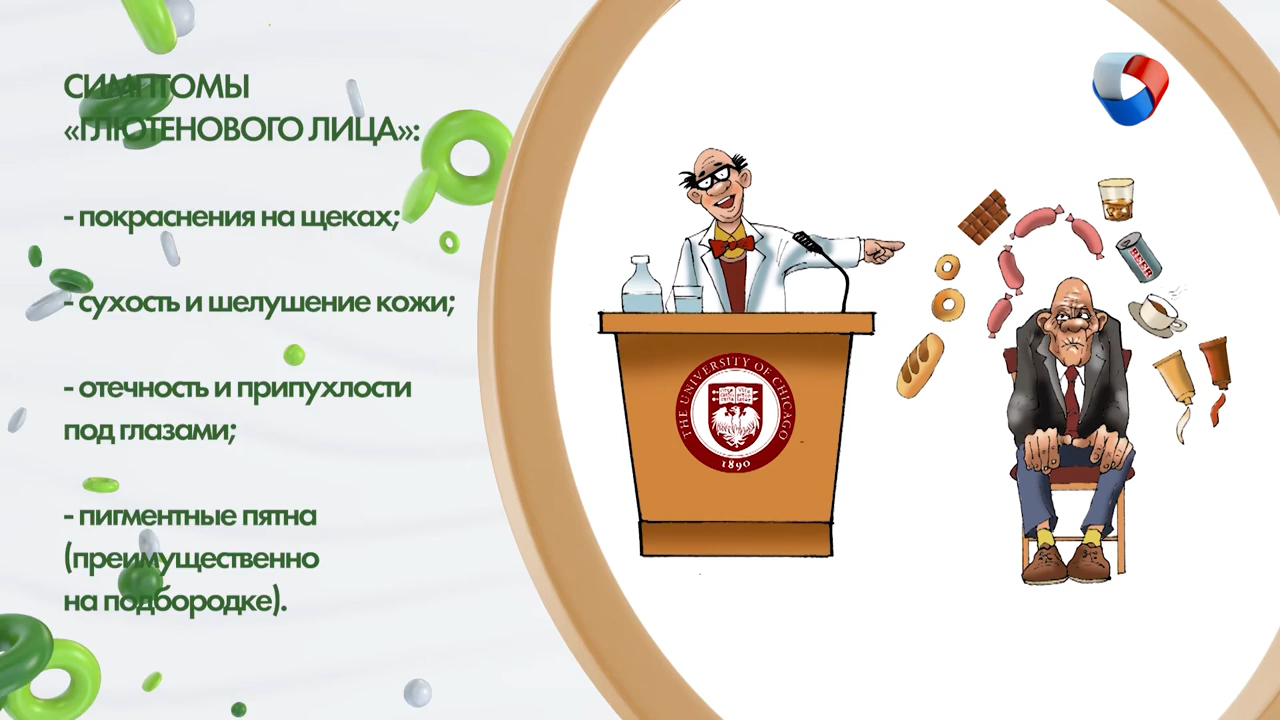 СИМПТОМЫ
«ГЛЮТЕНОВОГО ЛИЦА»:
- покраснения на щеках;
- сухость и шелушение кожи;
- отечность и припухлости
под глазами;
- пигментные пятна
(преимущественно
на подбородке).
THE UNIVERSITY OF CHICAGO
1890
BEER